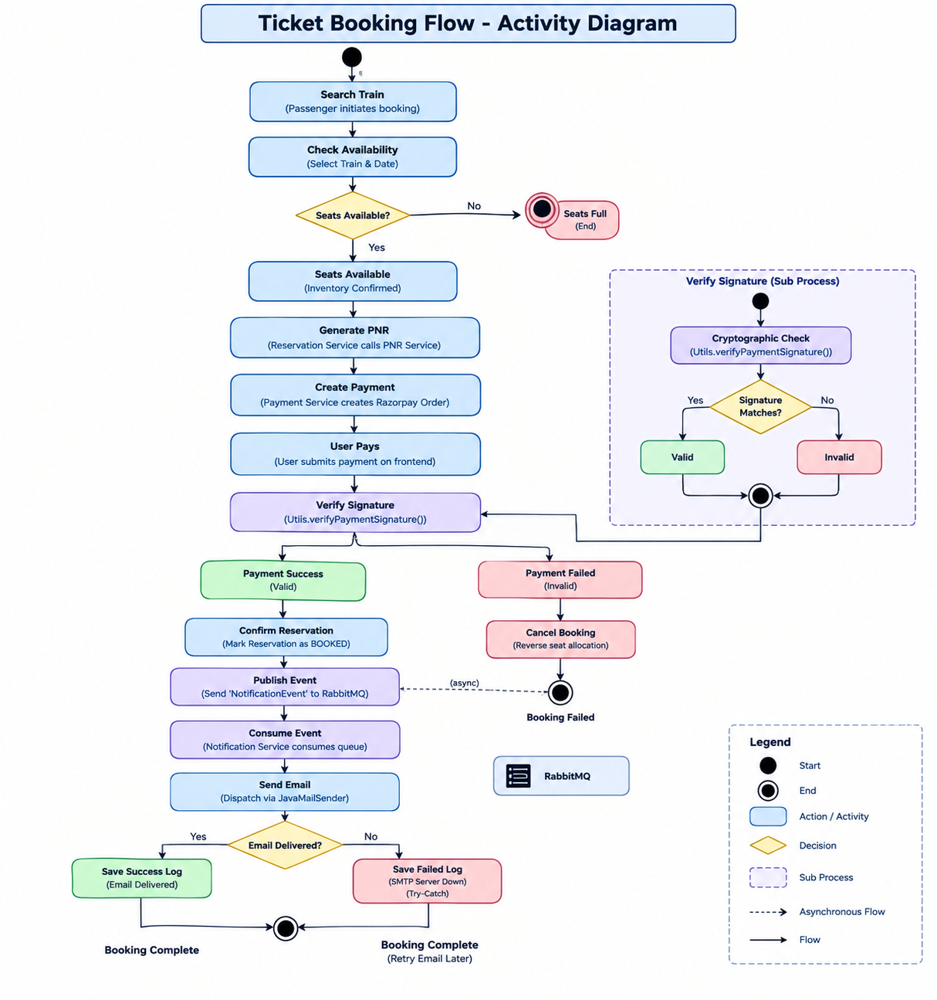 Ticket Booking Flow - Activity Diagram
Search Train
(Passenger initiates booking)
Check Availability
(Select Train & Date)
Seats Available?
No
Seats Full
(End)
Yes
Seats Available
(Inventory Confirmed)
Generate PNR
(Reservation Service calls PNR Service)
Create Payment
(Payment Service creates Razorpay Order)
User Pays
(User submits payment on frontend)
Verify Signature
(Utiis.verifyPaymentSignature())
Verify Signature (Sub Process)
Cryptographic Check
(Utils.verifyPaymentSignature())
Yes
Signature
Matches?
No
Valid
Invalid
Payment Success
(Valid)
Payment Failed
(Invalid)
Confirm Reservation
(Mark Reservation as BOOKED)
Cancel Booking
(Reverse seat allocation)
Publish Event
(Send 'NotificationEvent' to RabbitMQ)
(async)
Booking Failed
Consume Event
(Notification Service consumes queue)
RabbitMQ
Send Email
(Dispatch via JavaMailSender)
Yes
Email Delivered?
No
Save Success Log
(Email Delivered)
Save Failed Log
(SMTP Server Down)
(Try-Catch)
Booking Complete
Booking Complete
(Retry Email Later)
Legend
Start
End
Action / Activity
Decision
Sub Process
Asynchronous Flow
Flow